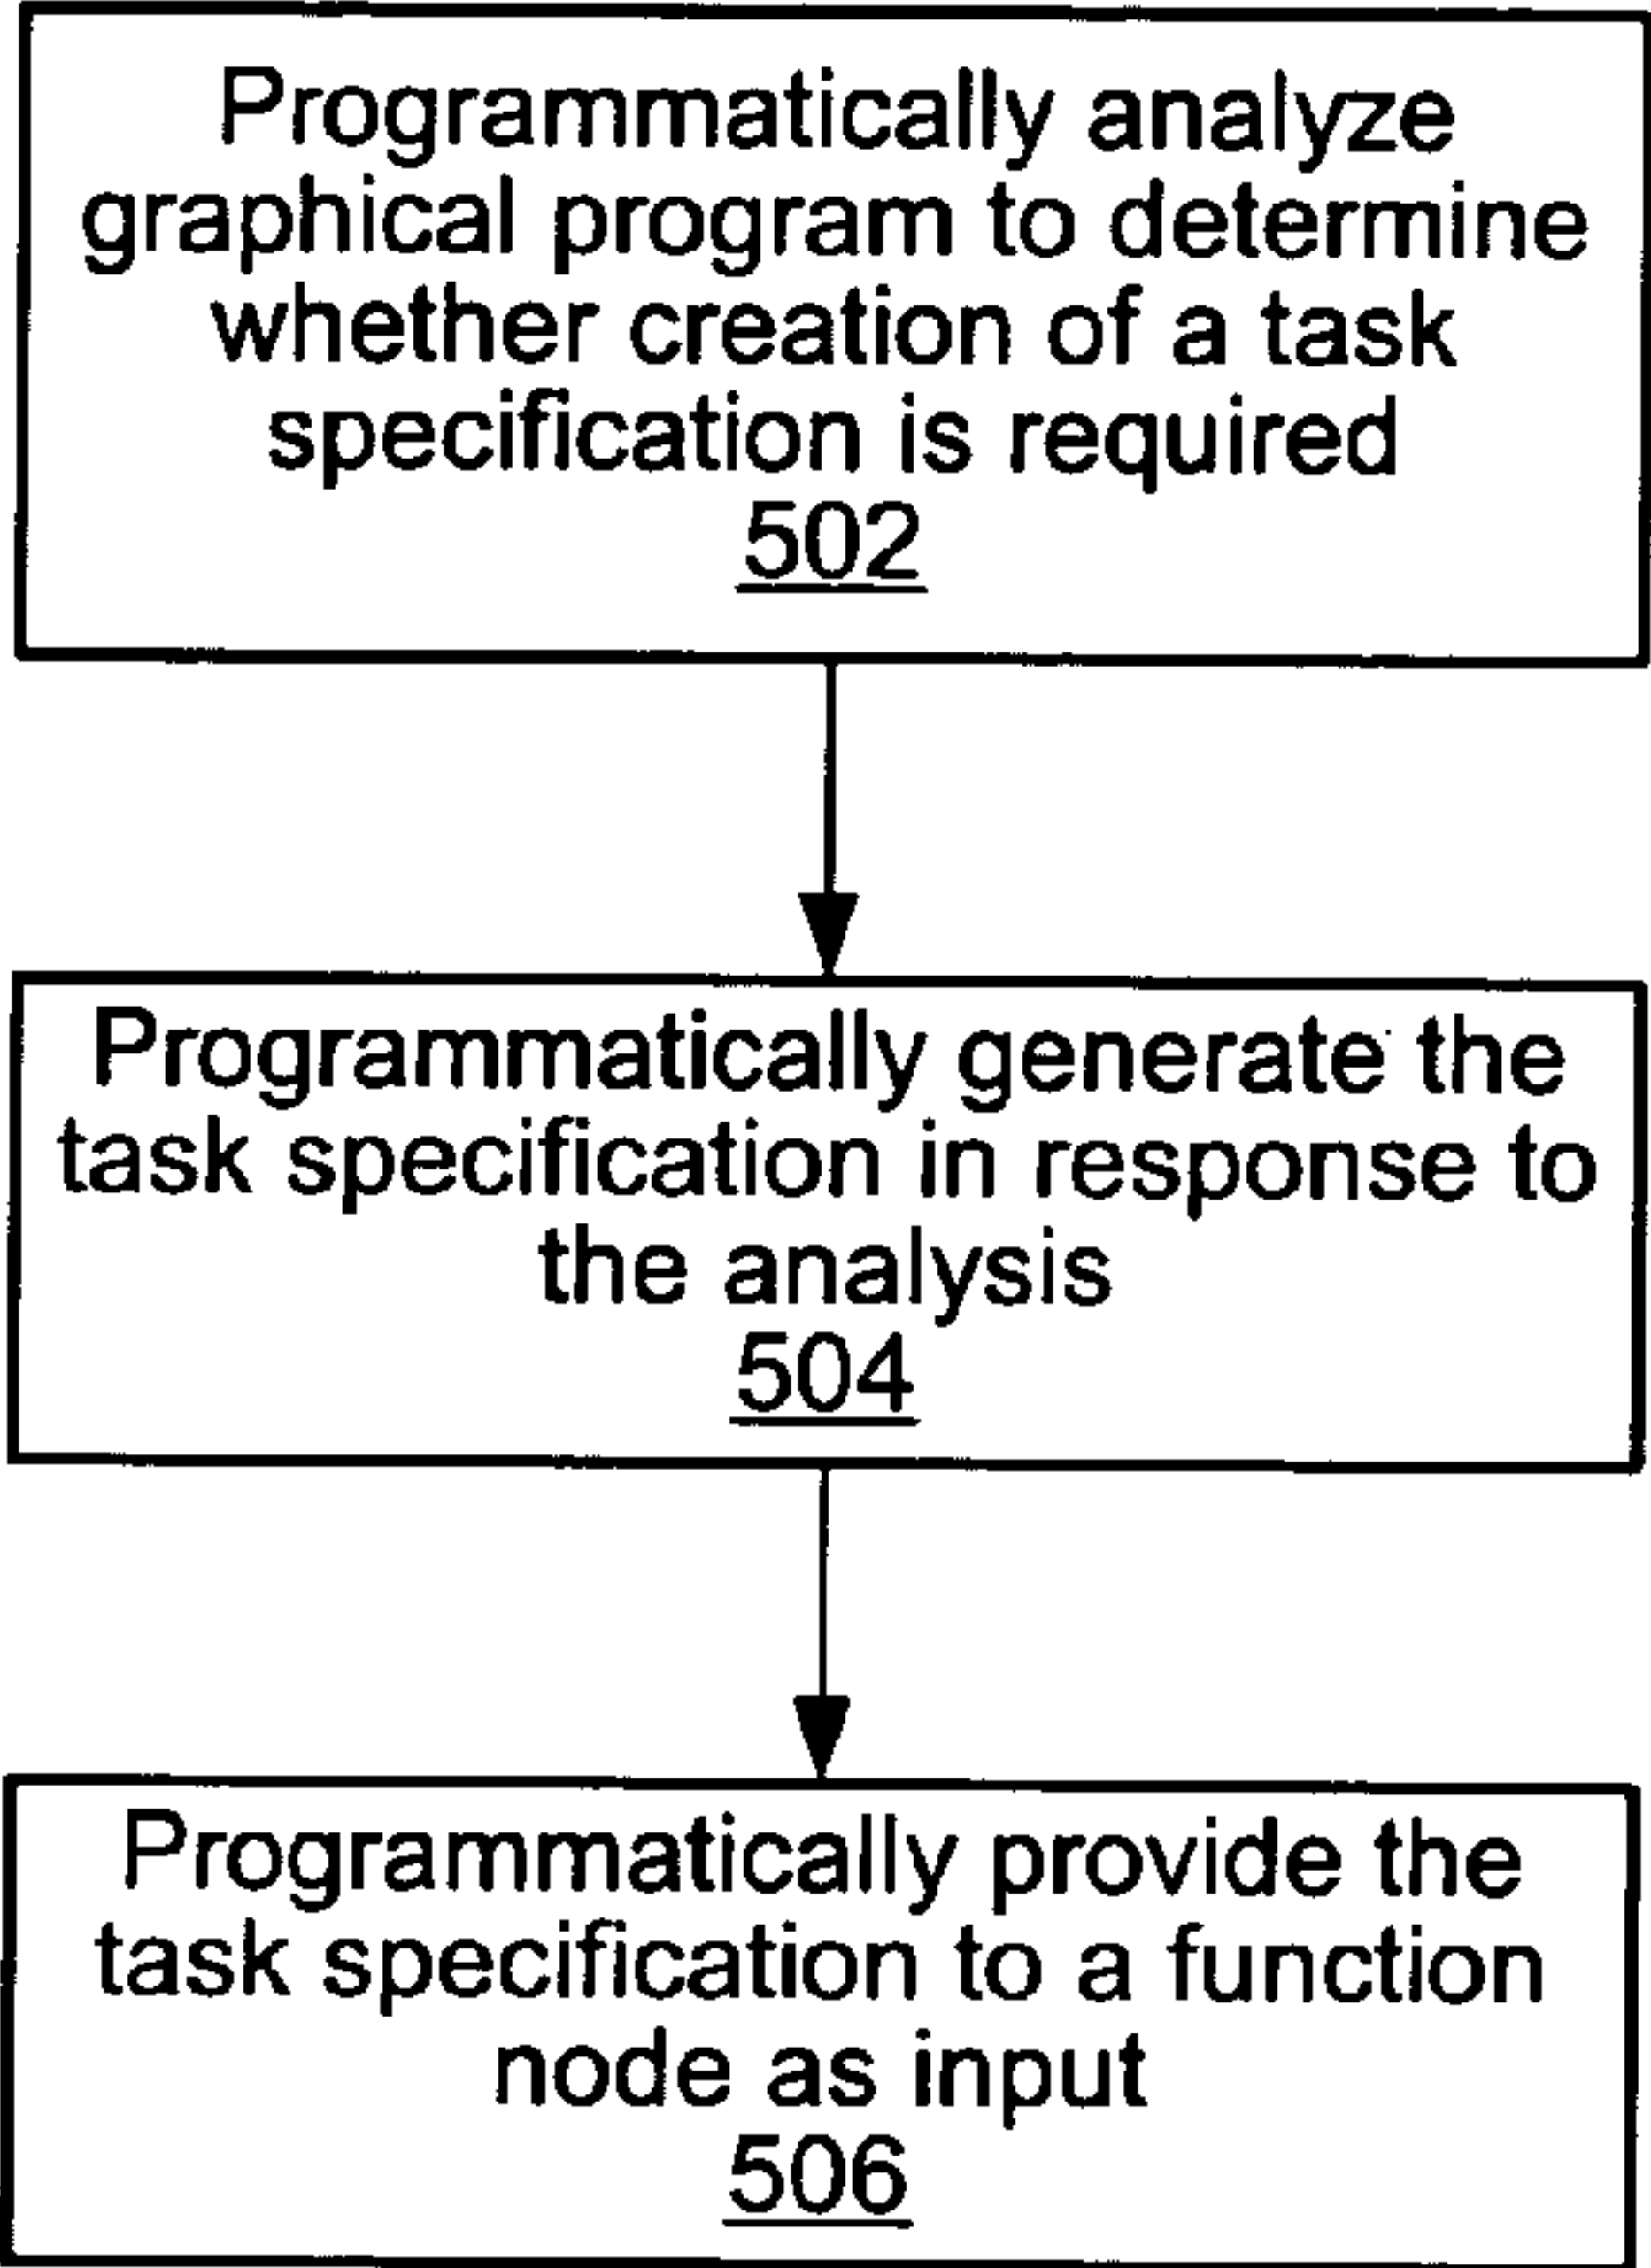 Programmatically analyze
graphical program to determine
whether creation of a task
specification is required
502
Programmatically generate the
task specification in response to
the analysis
504
Programmatically provide the
task specification to a function
node as input
506